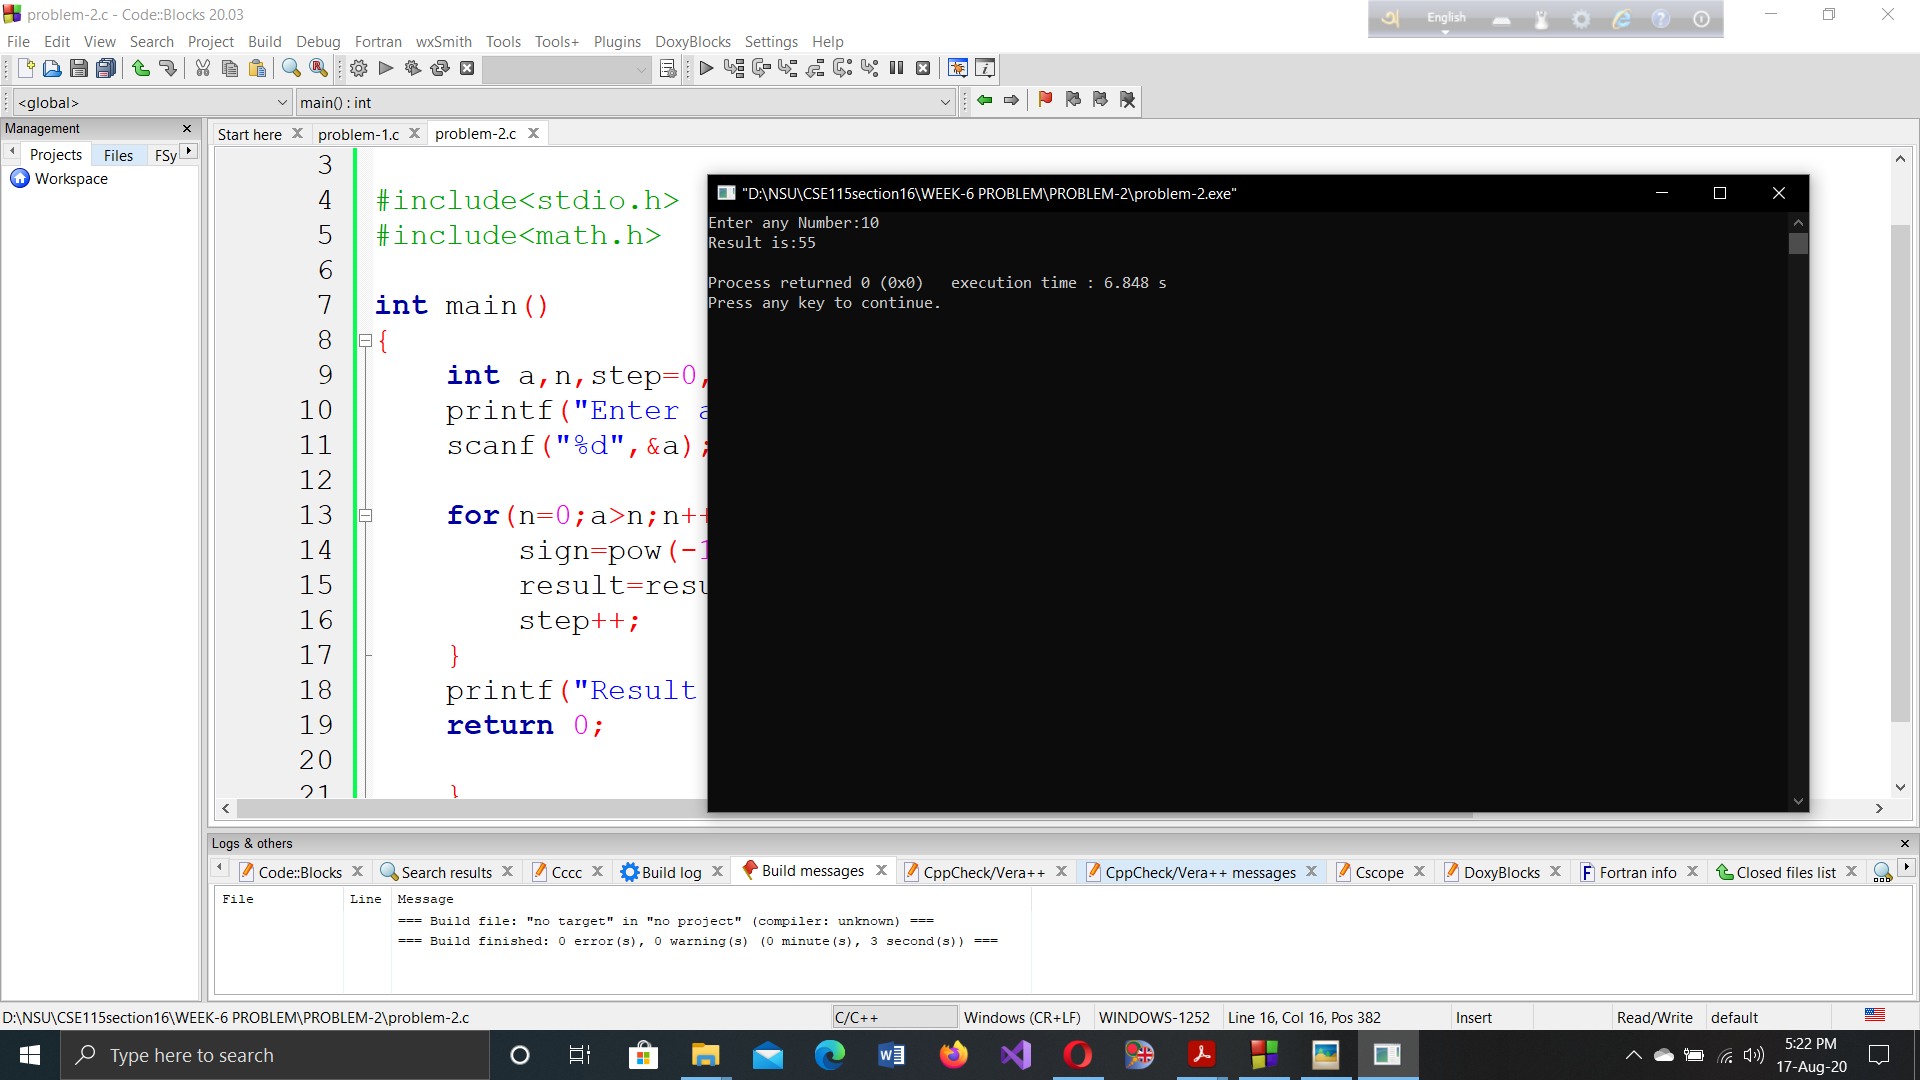 problem-2.c - Code::Blocks 20.03
English
File Edit View Search Project Build Debug Fortran wxSmith Tools Tools+ Plugins DoxyBlocks Settings Help
<global>
main() : int
Management
Projects Files FSy
Workspace
Start here problem-1.c problem-2.c
3
4 #include<stdio.h>
5 #include<math.h>
6
7 int main()
8 {
9 int a,n,step=0,
10 printf("Enter a
11 scanf("%d",&a);
12
13 for(n=0;a>n;n++
14 sign=pow(-1
15 result=resu
16 step++;
17 }
18 printf("Result
19 return 0;
20
21 }
"D:\NSU\CSE115section16\WEEK-6 PROBLEM\PROBLEM-2\problem-2.exe"
Enter any Number:10
Result is:55
Process returned 0 (0x0) execution time : 6.848 s
Press any key to continue.
Logs & others
Code::Blocks Search results Cccc Build log Build messages CppCheck/Vera++ CppCheck/Vera++ messages Cscope DoxyBlocks Fortran info Closed files list
File Line Message
=== Build file: "no target" in "no project" (compiler: unknown) ===
=== Build finished: 0 error(s), 0 warning(s) (0 minute(s), 3 second(s)) ===
D:\NSU\CSE115section16\WEEK-6 PROBLEM\PROBLEM-2\problem-2.c C/C++ Windows (CR+LF) WINDOWS-1252 Line 16, Col 16, Pos 382 Insert Read/Write default
Type here to search
5:22 PM
17-Aug-20